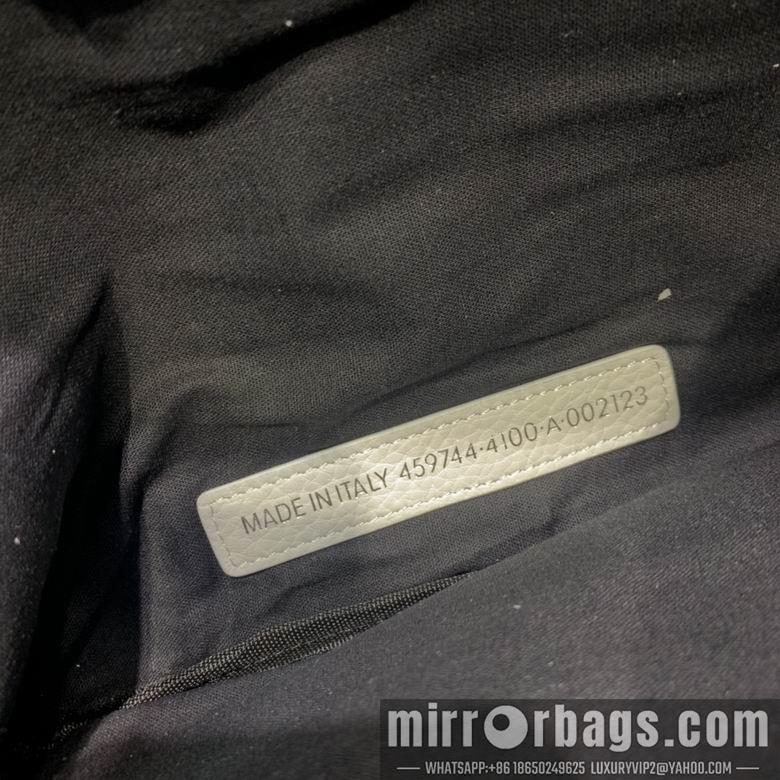 MADE IN ITALY 459744·4100·A·002123
mirrorbags.com
WHATSAPP:+86 18650249625 LUXURYVIP2@YAHOO.COM